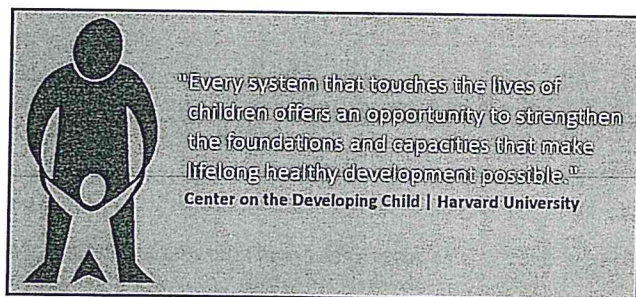 "Every system that touches the lives of
children offers an opportunity to strengthen
the foundations and capacities that make
lifelong healthy development possible."
Center on the Developing Child | Harvard University